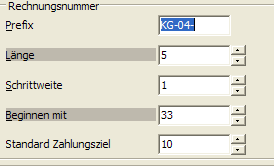 Rechnungsnummer
Prefix KG-04-
Länge 5
Schrittweite 1
Beginnen mit 33
Standard Zahlungsziel 10